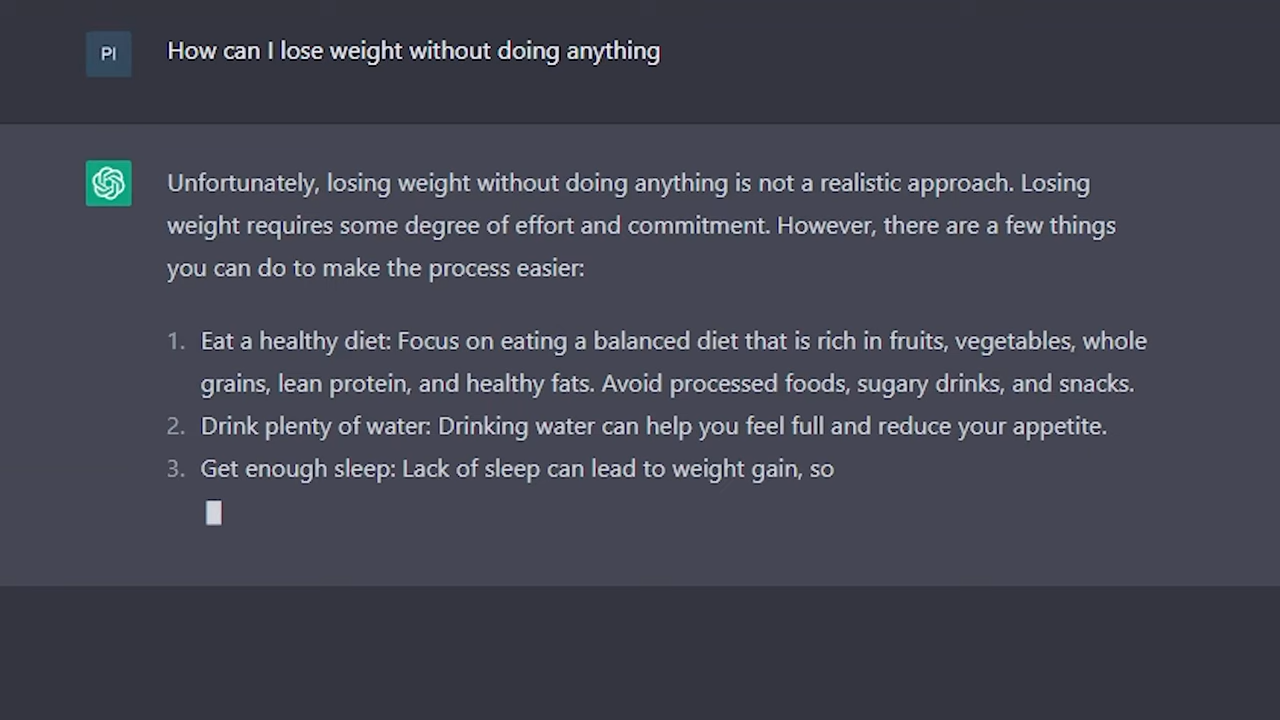 PI
How can I lose weight without doing anything
Unfortunately, losing weight without doing anything is not a realistic approach. Losing
weight requires some degree of effort and commitment. However, there are a few things
you can do to make the process easier:
1. Eat a healthy diet: Focus on eating a balanced diet that is rich in fruits, vegetables, whole
grains, lean protein, and healthy fats. Avoid processed foods, sugary drinks, and snacks.
2. Drink plenty of water: Drinking water can help you feel full and reduce your appetite.
3. Get enough sleep: Lack of sleep can lead to weight gain, so